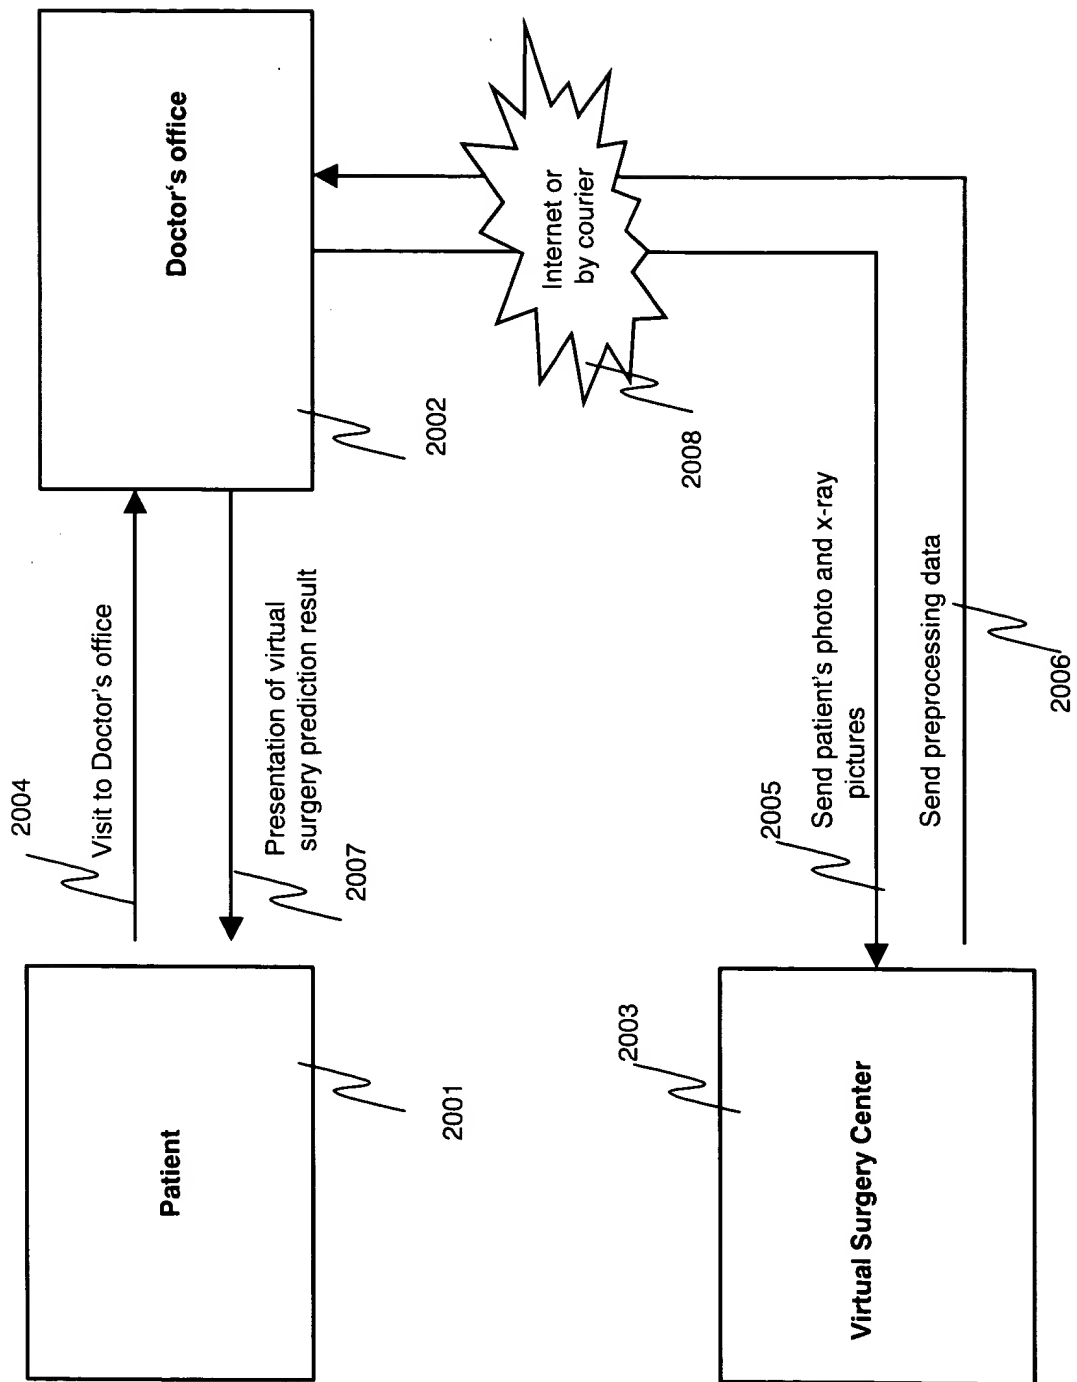 Patient
2001
2004
Visit to Doctor's office
Presentation of virtual
surgery prediction result
2007
Doctor's office
2002
Internet or
by courier
2008
Virtual Surgery Center
2003
2005
Send patient's photo and x-ray
pictures
Send preprocessing data
2006